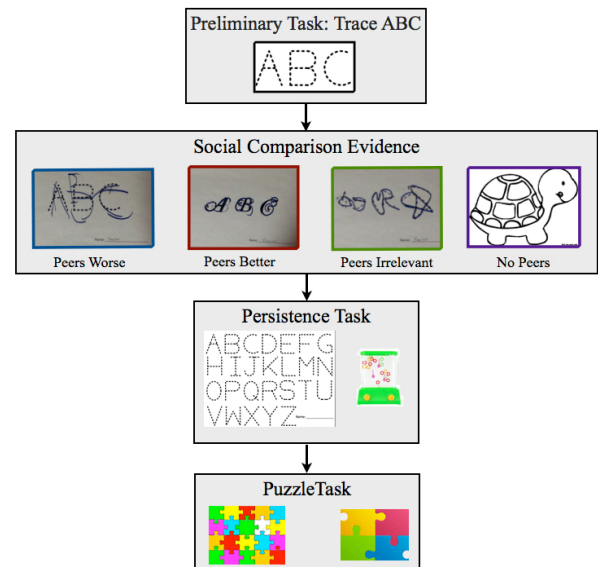 Preliminary Task: Trace ABC
ABC
Social Comparison Evidence
ABC
ABC
Peers Worse
Peers Better
Peers Irrelevant
No Peers
Persistence Task
ABCDEFG
HIJKLMN
OPQRSTU
VWXYZ Name:
PuzzleTask